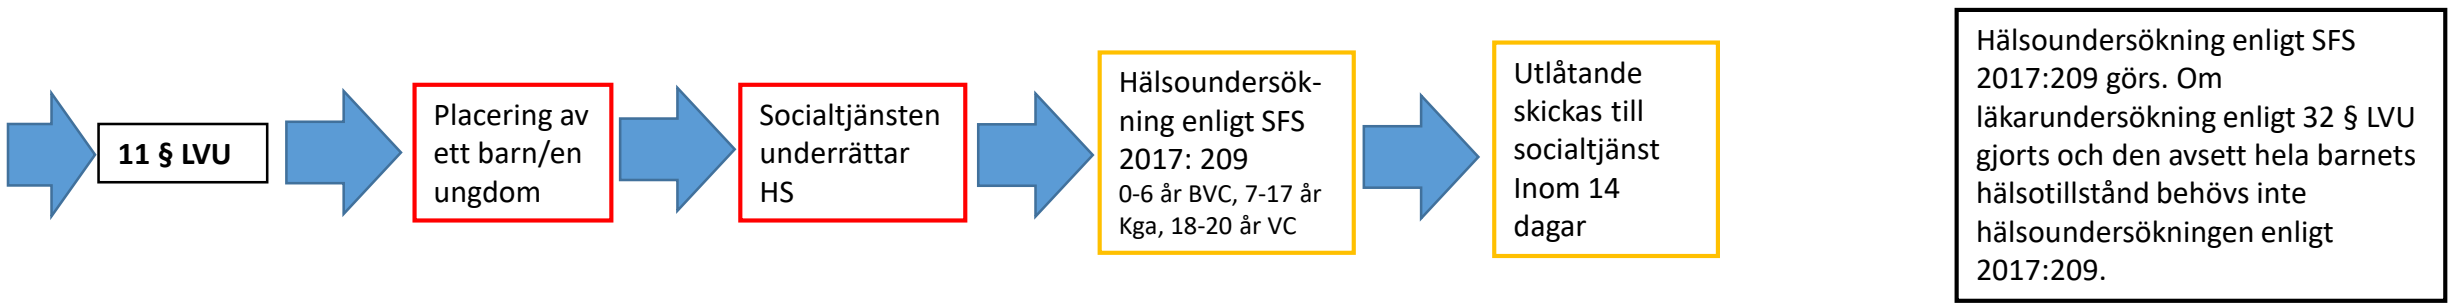 11 § LVU
Placering av
ett barn/en
ungdom
Socialtjänsten
underrättar
HS
Hälsoundersök-
ning enligt SFS
2017: 209
0-6 år BVC, 7-17 år
Kga, 18-20 år VC
Utlåtande
skickas till
socialtjänst
Inom 14
dagar
Hälsoundersökning enligt SFS
2017:209 görs. Om
läkarundersökning enligt 32 § LVU
gjorts och den avsett hela barnets
hälsotillstånd behövs inte
hälsoundersökningen enligt
2017:209.